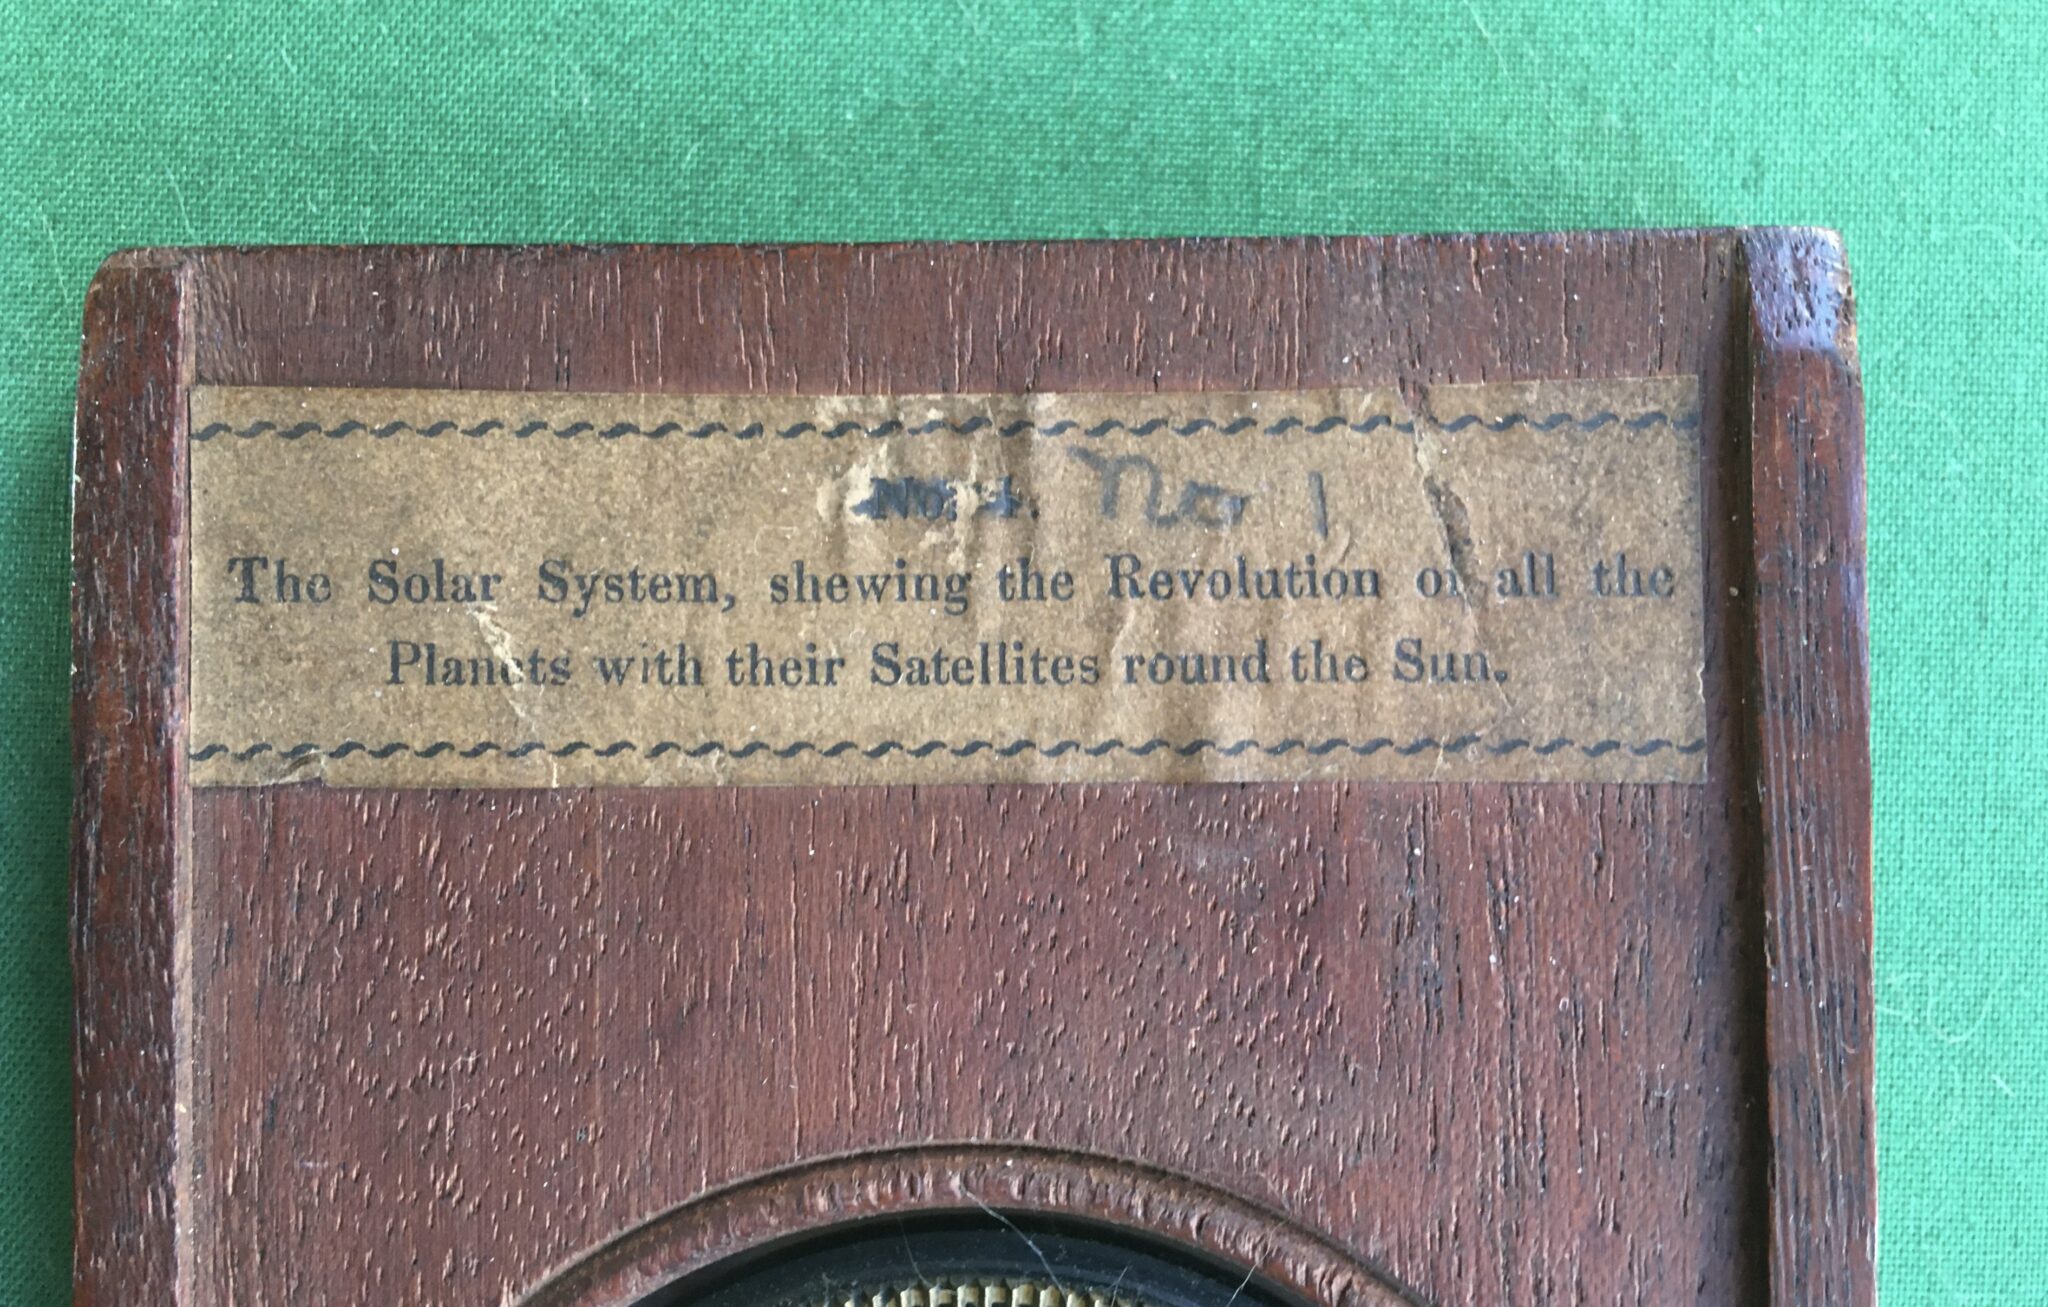 No. 4. No 1
The Solar System, shewing the Revolution of all the
Planets with their Satellites round the Sun.